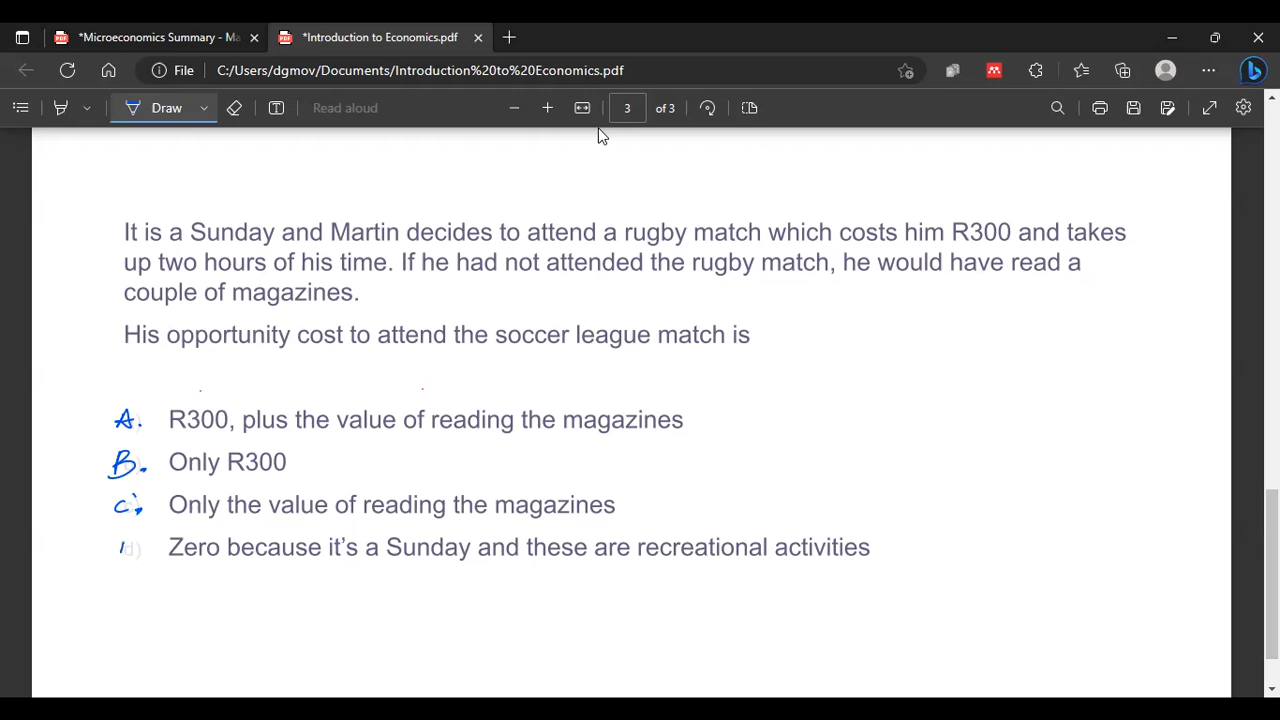 *Microeconomics Summary - Ma
*Introduction to Economics.pdf
File C:/Users/dgmov/Documents/Introduction%20to%20Economics.pdf
Draw Read aloud 3 of 3
It is a Sunday and Martin decides to attend a rugby match which costs him R300 and takes
up two hours of his time. If he had not attended the rugby match, he would have read a
couple of magazines.
His opportunity cost to attend the soccer league match is
A. R300, plus the value of reading the magazines
B. Only R300
C. Only the value of reading the magazines
d) Zero because it's a Sunday and these are recreational activities